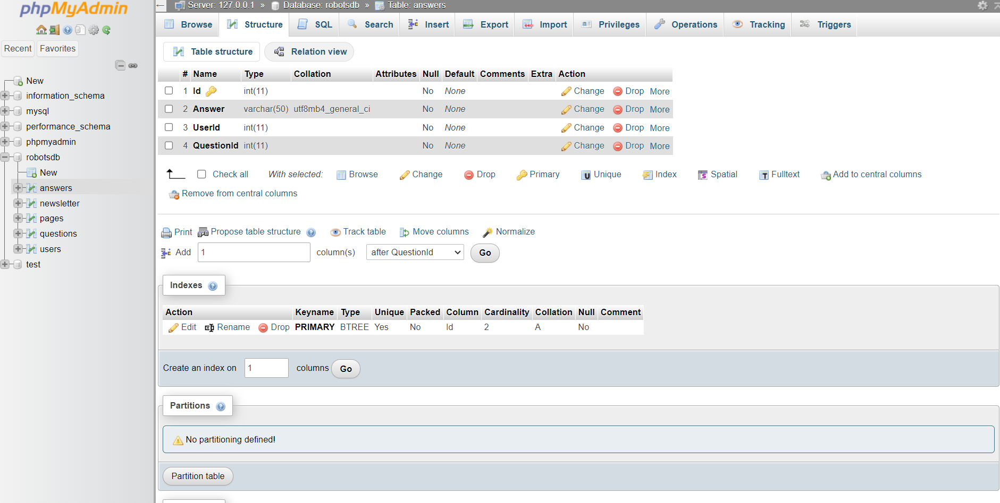 phpMyAdmin
Recent Favorites
New
information_schema
mysql
performance_schema
phpmyadmin
robotsdb
New
answers
newsletter
pages
questions
users
test
Server: 127.0.0.1 » Database: robotsdb » Table: answers
Browse Structure SQL Search Insert Export Import Privileges Operations Tracking Triggers
Table structure Relation view
# Name Type Collation Attributes Null Default Comments Extra Action
1 Id int(11) No None Change Drop More
2 Answer varchar(50) utf8mb4_general_ci No None Change Drop More
3 UserId int(11) No None Change Drop More
4 QuestionId int(11) No None Change Drop More
Check all With selected: Browse Change Drop Primary Unique Index Spatial Fulltext Add to central columns
Remove from central columns
Print Propose table structure Track table Move columns Normalize
Add 1 column(s) after QuestionId Go
Indexes
Action Keyname Type Unique Packed Column Cardinality Collation Null Comment
Edit Rename Drop PRIMARY BTREE Yes No Id 2 A No
Create an index on 1 columns Go
Partitions
No partitioning defined!
Partition table